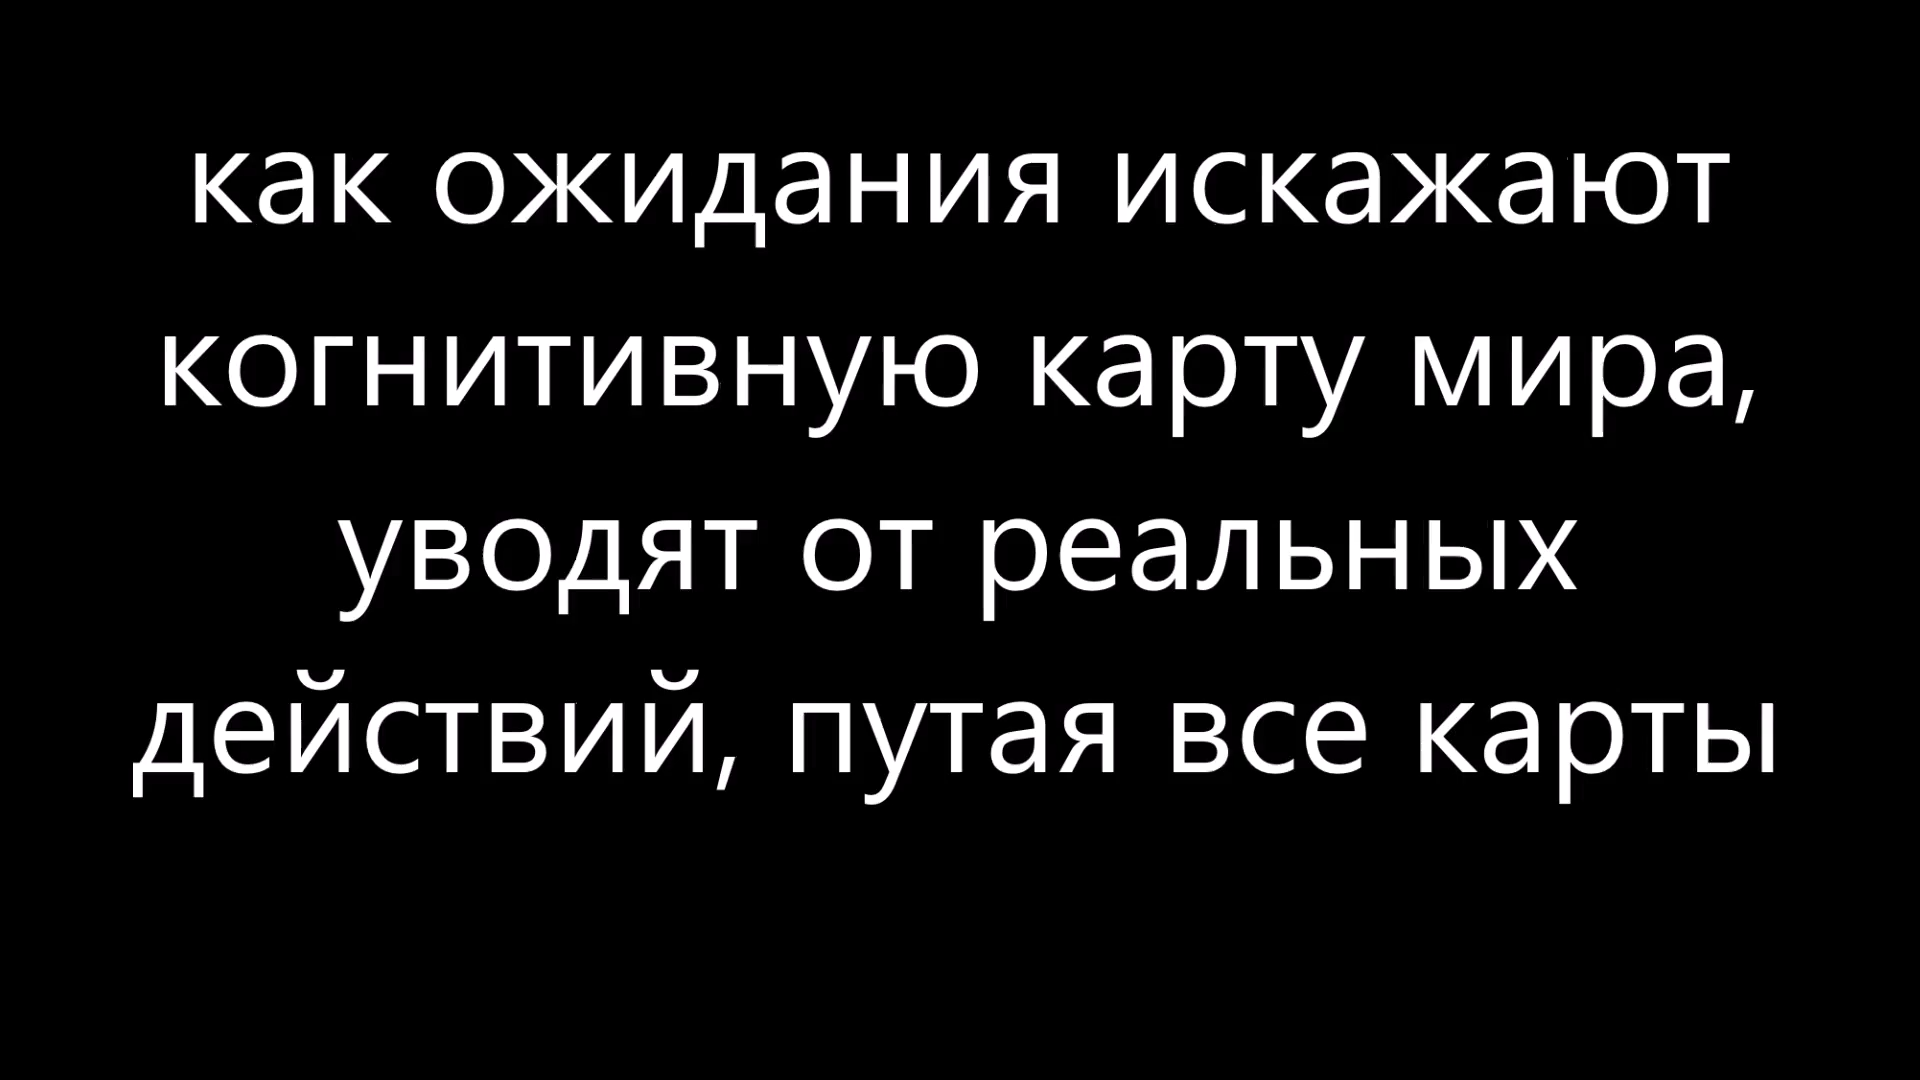 как ожидания искажают
когнитивную карту мира,
уводят от реальных
действий, путая все карты